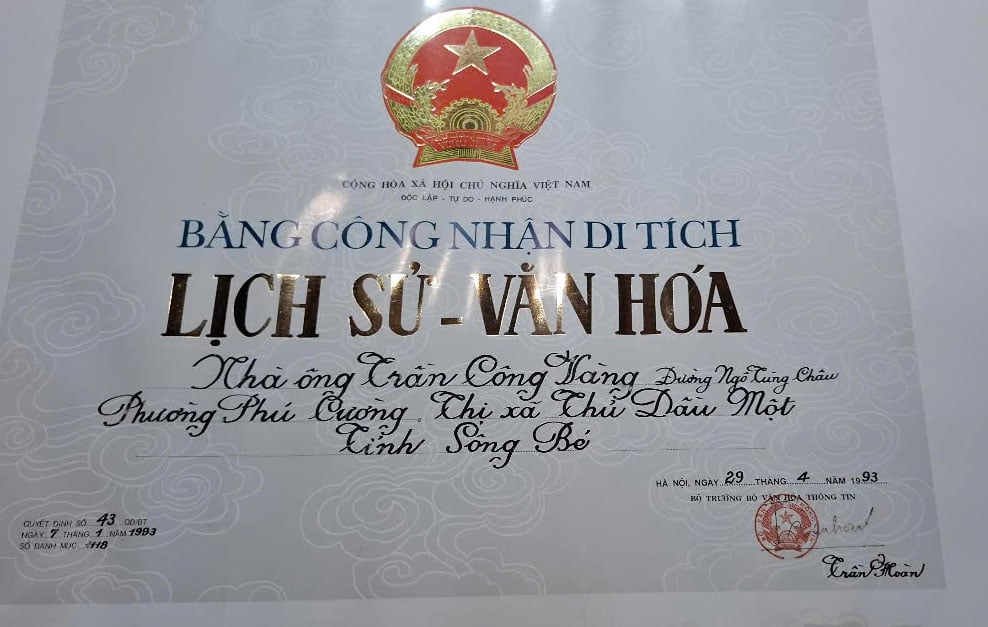 CỘNG HÒA XÃ HỘI CHỦ NGHĨA VIỆT NAM
ĐỘC LẬP - TỰ DO - HẠNH PHÚC
BẰNG CÔNG NHẬN DI TÍCH
LỊCH SỬ - VĂN HÓA
Nhà ông Trần Công Vàng Đường Ngô Tùng Châu
Phường Phú Cường, Thị xã Thủ Dầu Một
Tỉnh Sông Bé
HÀ NỘI, NGÀY 29 THÁNG 4 NĂM 1993
BỘ TRƯỞNG BỘ VĂN HÓA THÔNG TIN
QUYẾT ĐỊNH SỐ 43 QĐ/BT
NGÀY 7 THÁNG 1 NĂM 1993
SỐ DANH MỤC 118
Trần Hoàn